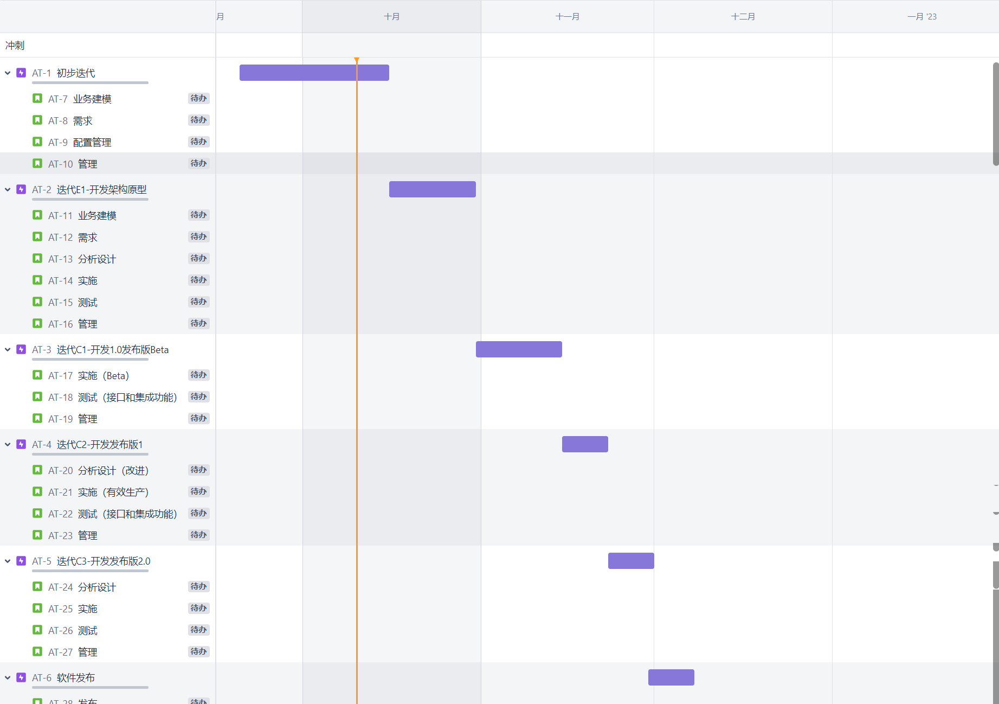 月 十月 十一月 十二月 一月 '23
冲刺
AT-1 初步迭代
AT-7 业务建模 待办
AT-8 需求 待办
AT-9 配置管理 待办
AT-10 管理 待办
AT-2 迭代E1-开发架构原型
AT-11 业务建模 待办
AT-12 需求 待办
AT-13 分析设计 待办
AT-14 实施 待办
AT-15 测试 待办
AT-16 管理 待办
AT-3 迭代C1-开发1.0发布版Beta
AT-17 实施（Beta） 待办
AT-18 测试（接口和集成功能） 待办
AT-19 管理 待办
AT-4 迭代C2-开发发布版1
AT-20 分析设计（改进） 待办
AT-21 实施（有效生产） 待办
AT-22 测试（接口和集成功能） 待办
AT-23 管理 待办
AT-5 迭代C3-开发发布版2.0
AT-24 分析设计 待办
AT-25 实施 待办
AT-26 测试 待办
AT-27 管理 待办
AT-6 软件发布
AT-28 发布 待办